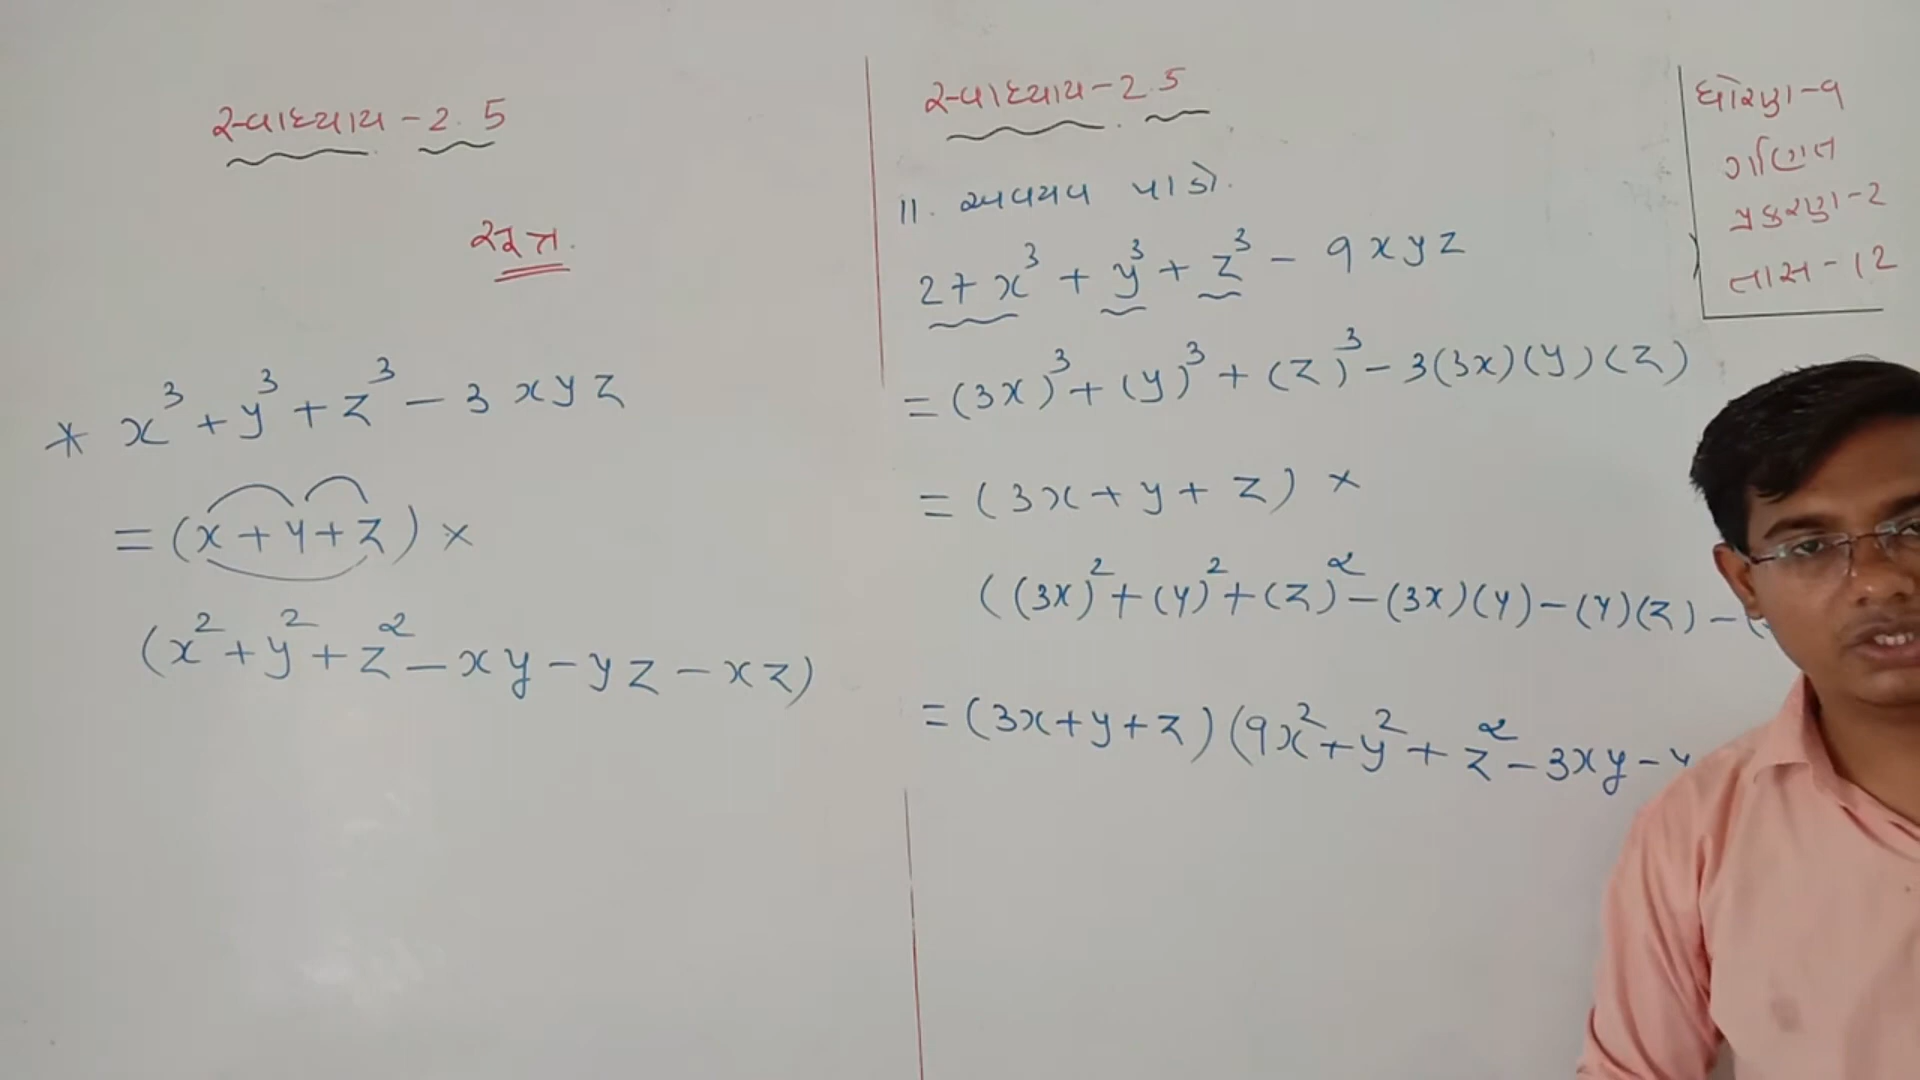 સ્વાધ્યાય - 2.5
સૂત્ર.
* x³ + y³ + z³ - 3xyz
= (x + y + z) ×
(x² + y² + z² - xy - yz - xz)
સ્વાધ્યાય - 2.5
11. અવયવ પાડો.
27x³ + y³ + z³ - 9xyz
= (3x)³ + (y)³ + (z)³ - 3(3x)(y)(z)
= (3x + y + z) ×
((3x)² + (y)² + (z)² - (3x)(y) - (y)(z) - (
= (3x + y + z) (9x² + y² + z² - 3xy - y
ધોરણ - ૧
ગણિત
પ્રકરણ - 2
તાસ - 12